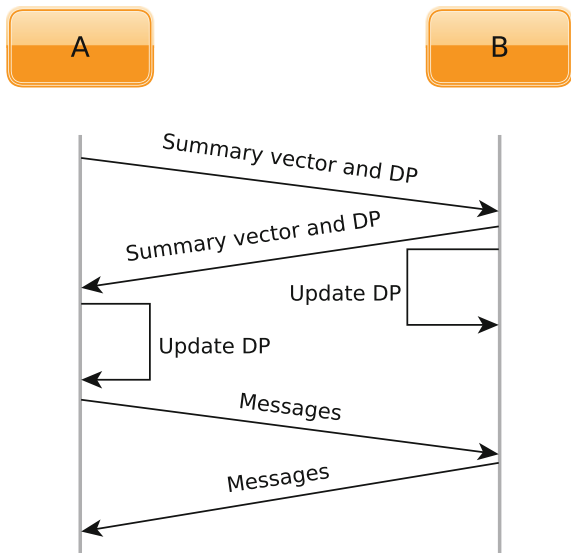 A
B
Summary vector and DP
Summary vector and DP
Update DP
Update DP
Messages
Messages